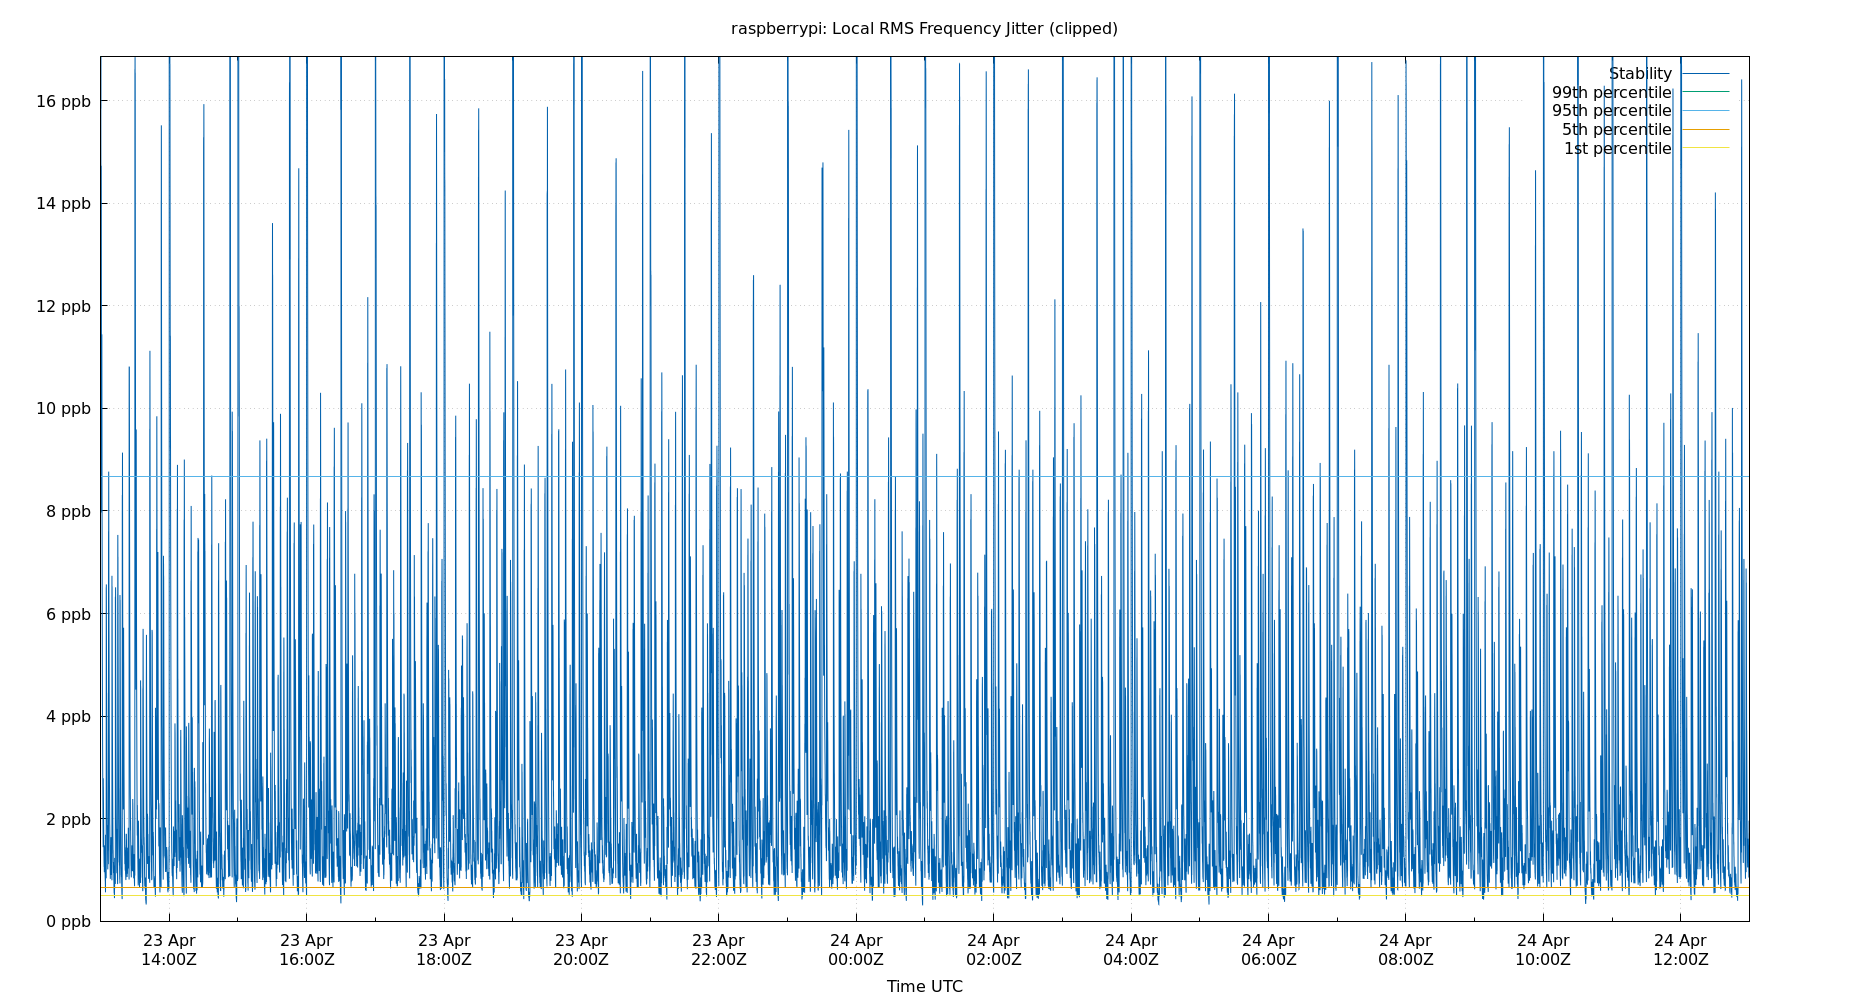 raspberrypi: Local RMS Frequency Jitter (clipped)
Stability
99th percentile
95th percentile
5th percentile
1st percentile
16 ppb
14 ppb
12 ppb
10 ppb
8 ppb
6 ppb
4 ppb
2 ppb
0 ppb
23 Apr 23 Apr 23 Apr 23 Apr 23 Apr 24 Apr 24 Apr 24 Apr 24 Apr 24 Apr 24 Apr 24 Apr
14:00Z 16:00Z 18:00Z 20:00Z 22:00Z 00:00Z 02:00Z 04:00Z 06:00Z 08:00Z 10:00Z 12:00Z
Time UTC